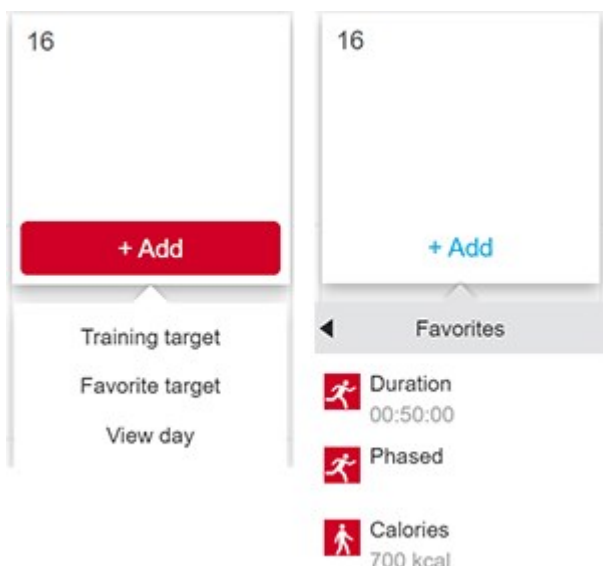 16
+ Add
Training target
Favorite target
View day
16
+ Add
Favorites
Duration
00:50:00
Phased
Calories
700 kcal